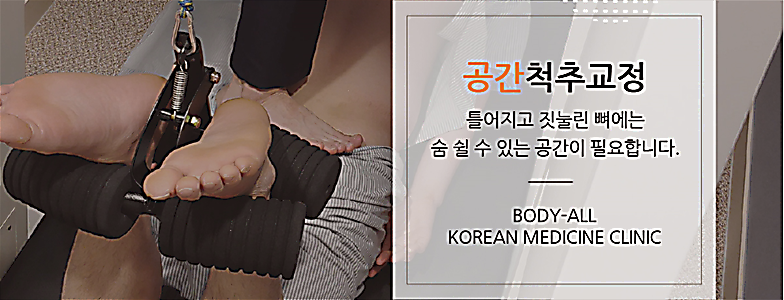 공간척추교정
틀어지고 짓눌린 뼈에는
숨 쉴 수 있는 공간이 필요합니다.
BODY-ALL
KOREAN MEDICINE CLINIC